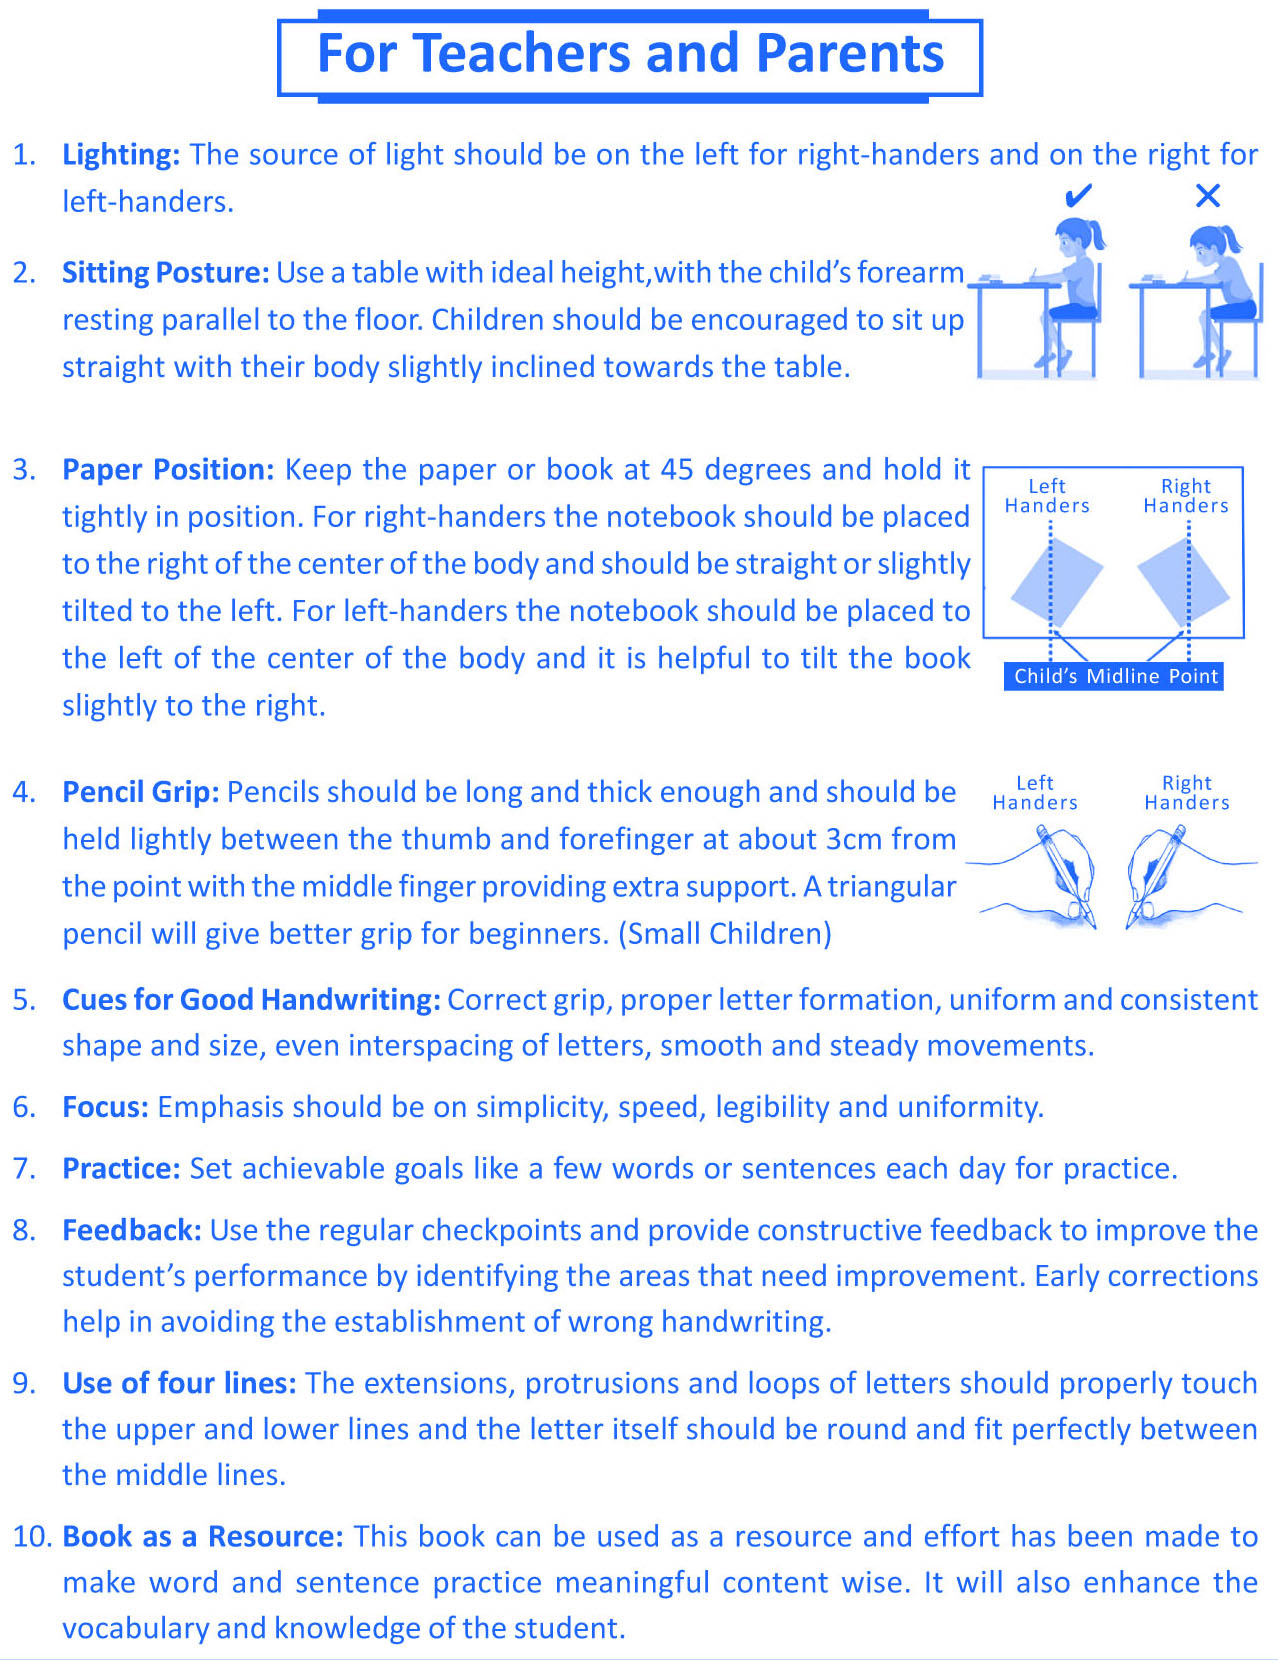 For Teachers and Parents
1. Lighting: The source of light should be on the left for right-handers and on the right for
left-handers.
2. Sitting Posture: Use a table with ideal height,with the child's forearm
resting parallel to the floor. Children should be encouraged to sit up
straight with their body slightly inclined towards the table.
3. Paper Position: Keep the paper or book at 45 degrees and hold it
tightly in position. For right-handers the notebook should be placed
to the right of the center of the body and should be straight or slightly
tilted to the left. For left-handers the notebook should be placed to
the left of the center of the body and it is helpful to tilt the book
slightly to the right.
Left
Handers
Right
Handers
Child's Midline Point
4. Pencil Grip: Pencils should be long and thick enough and should be
held lightly between the thumb and forefinger at about 3cm from
the point with the middle finger providing extra support. A triangular
pencil will give better grip for beginners. (Small Children)
Left
Handers
Right
Handers
5. Cues for Good Handwriting: Correct grip, proper letter formation, uniform and consistent
shape and size, even interspacing of letters, smooth and steady movements.
6. Focus: Emphasis should be on simplicity, speed, legibility and uniformity.
7. Practice: Set achievable goals like a few words or sentences each day for practice.
8. Feedback: Use the regular checkpoints and provide constructive feedback to improve the
student's performance by identifying the areas that need improvement. Early corrections
help in avoiding the establishment of wrong handwriting.
9. Use of four lines: The extensions, protrusions and loops of letters should properly touch
the upper and lower lines and the letter itself should be round and fit perfectly between
the middle lines.
10. Book as a Resource: This book can be used as a resource and effort has been made to
make word and sentence practice meaningful content wise. It will also enhance the
vocabulary and knowledge of the student.